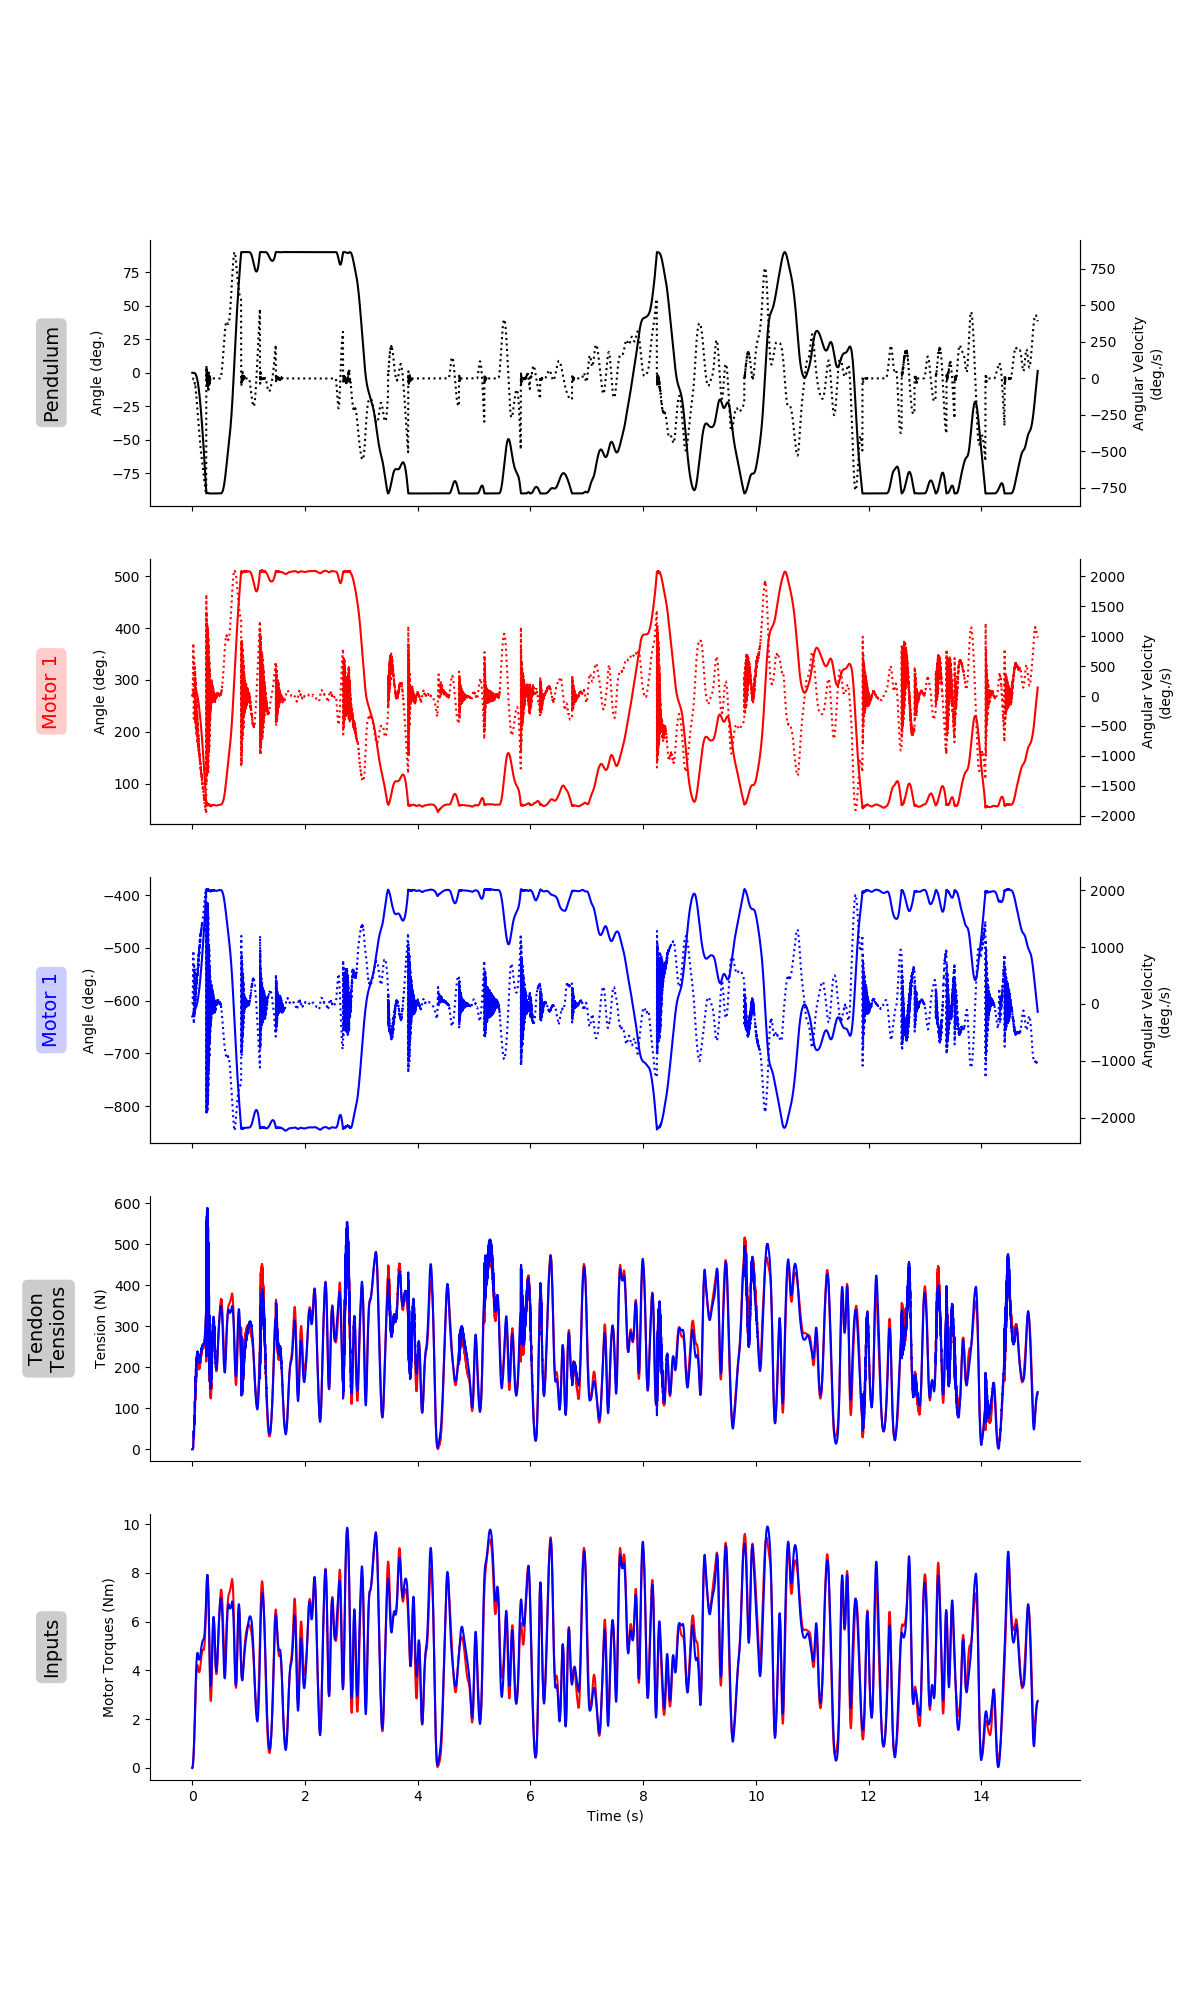 Pendulum
Angle (deg.)
75
50
25
0
−25
−50
−75
750
500
250
0
−250
−500
−750
Angular Velocity
(deg./s)
Motor 1
Angle (deg.)
500
400
300
200
100
2000
1500
1000
500
0
−500
−1000
−1500
−2000
Angular Velocity
(deg./s)
Motor 1
Angle (deg.)
−400
−500
−600
−700
−800
2000
1000
0
−1000
−2000
Angular Velocity
(deg./s)
Tendon
Tensions
Tension (N)
600
500
400
300
200
100
0
Inputs
Motor Torques (Nm)
10
8
6
4
2
0
0 2 4 6 8 10 12 14
Time (s)